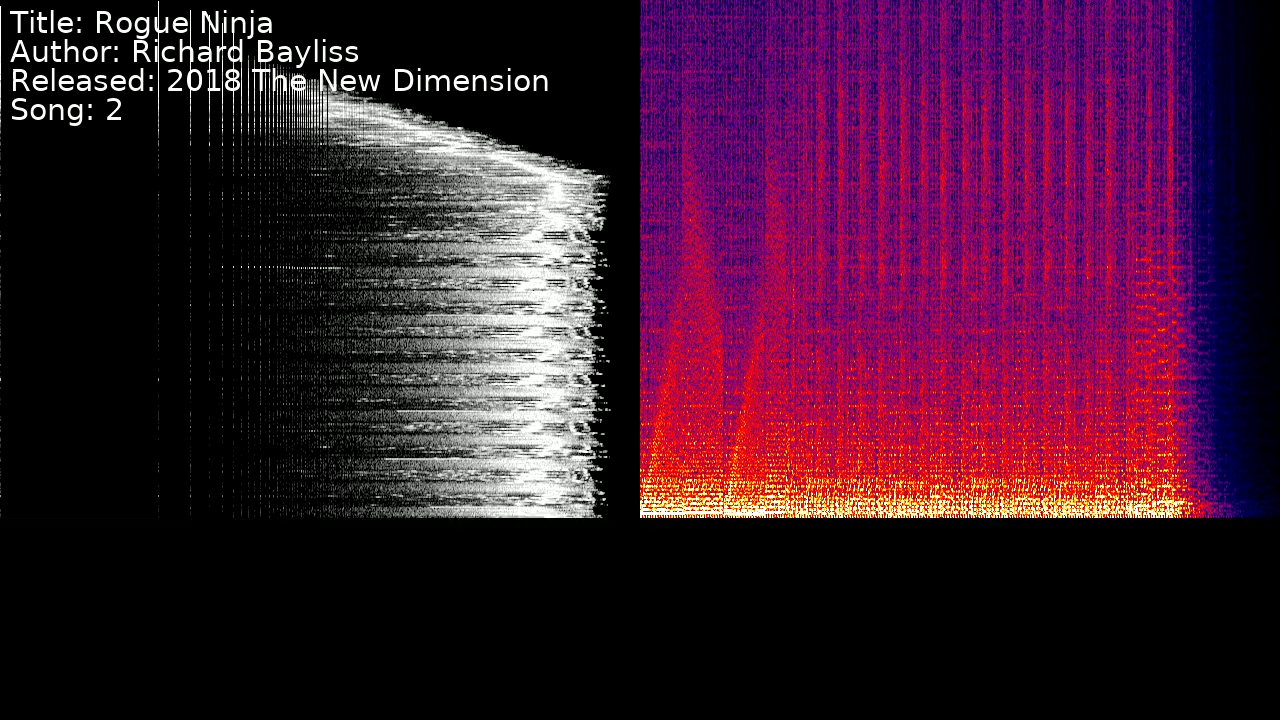 Title: Rogue Ninja
Author: Richard Bayliss
Released: 2018 The New Dimension
Song: 2